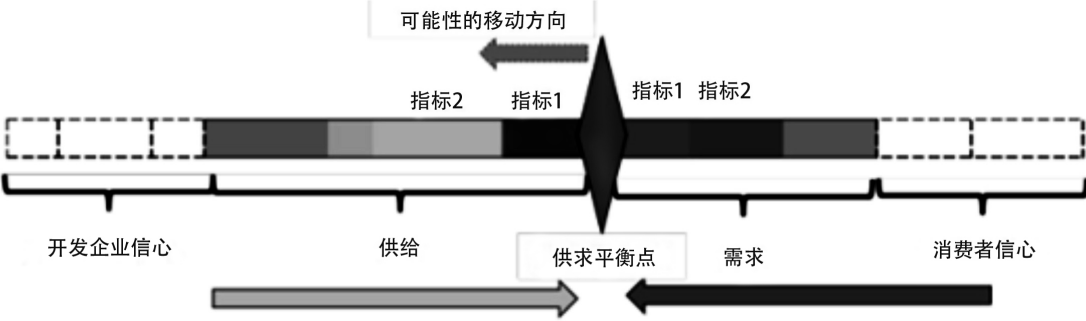 可能性的移动方向
指标2 指标1 指标1 指标2
开发企业信心 供给 供求平衡点 需求 消费者信心